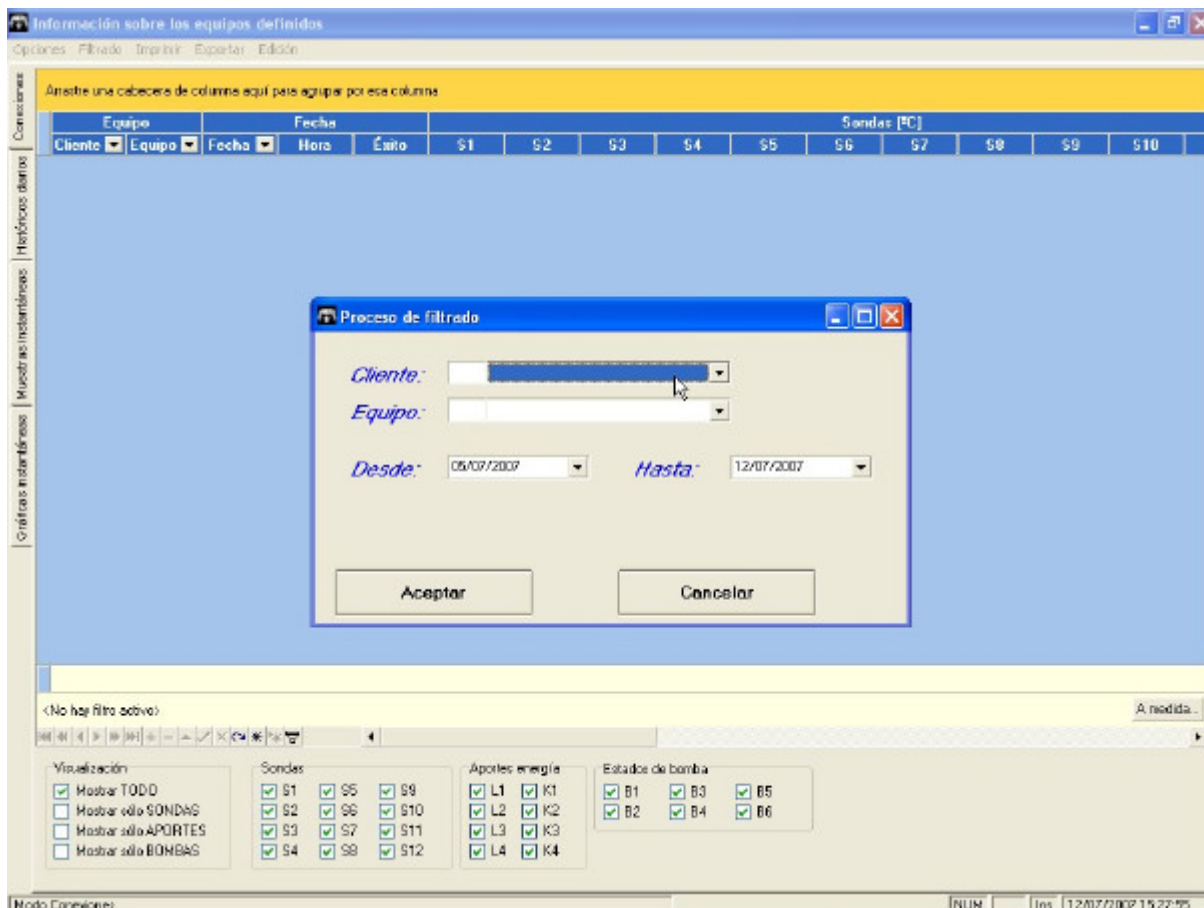 Información sobre los equipos definidos
Opciones Filtrado Imprimir Exportar Edición
Conexiones
Históricos diarios
Muestras instantáneas
Gráficas instantáneas
Arrastre una cabecera de columna aquí para agrupar por esa columna
Equipo Fecha Sondas [ºC]
Cliente Equipo Fecha Hora Éxito S1 S2 S3 S4 S5 S6 S7 S8 S9 S10
Proceso de filtrado
Cliente:
Equipo:
Desde: 05/07/2007 Hasta: 12/07/2007
Aceptar Cancelar
<No hay filtro activo> A medida...
Visualización Sondas Aportes energía Estados de bomba
Mostrar TODO S1 S5 S9 L1 K1 B1 B3 B5
Mostrar sólo SONDAS S2 S6 S10 L2 K2 B2 B4 B6
Mostrar sólo APORTES S3 S7 S11 L3 K3
Mostrar sólo BOMBAS S4 S8 S12 L4 K4
Modo Conexiones NUM Ins 12/07/2007 15:27:55